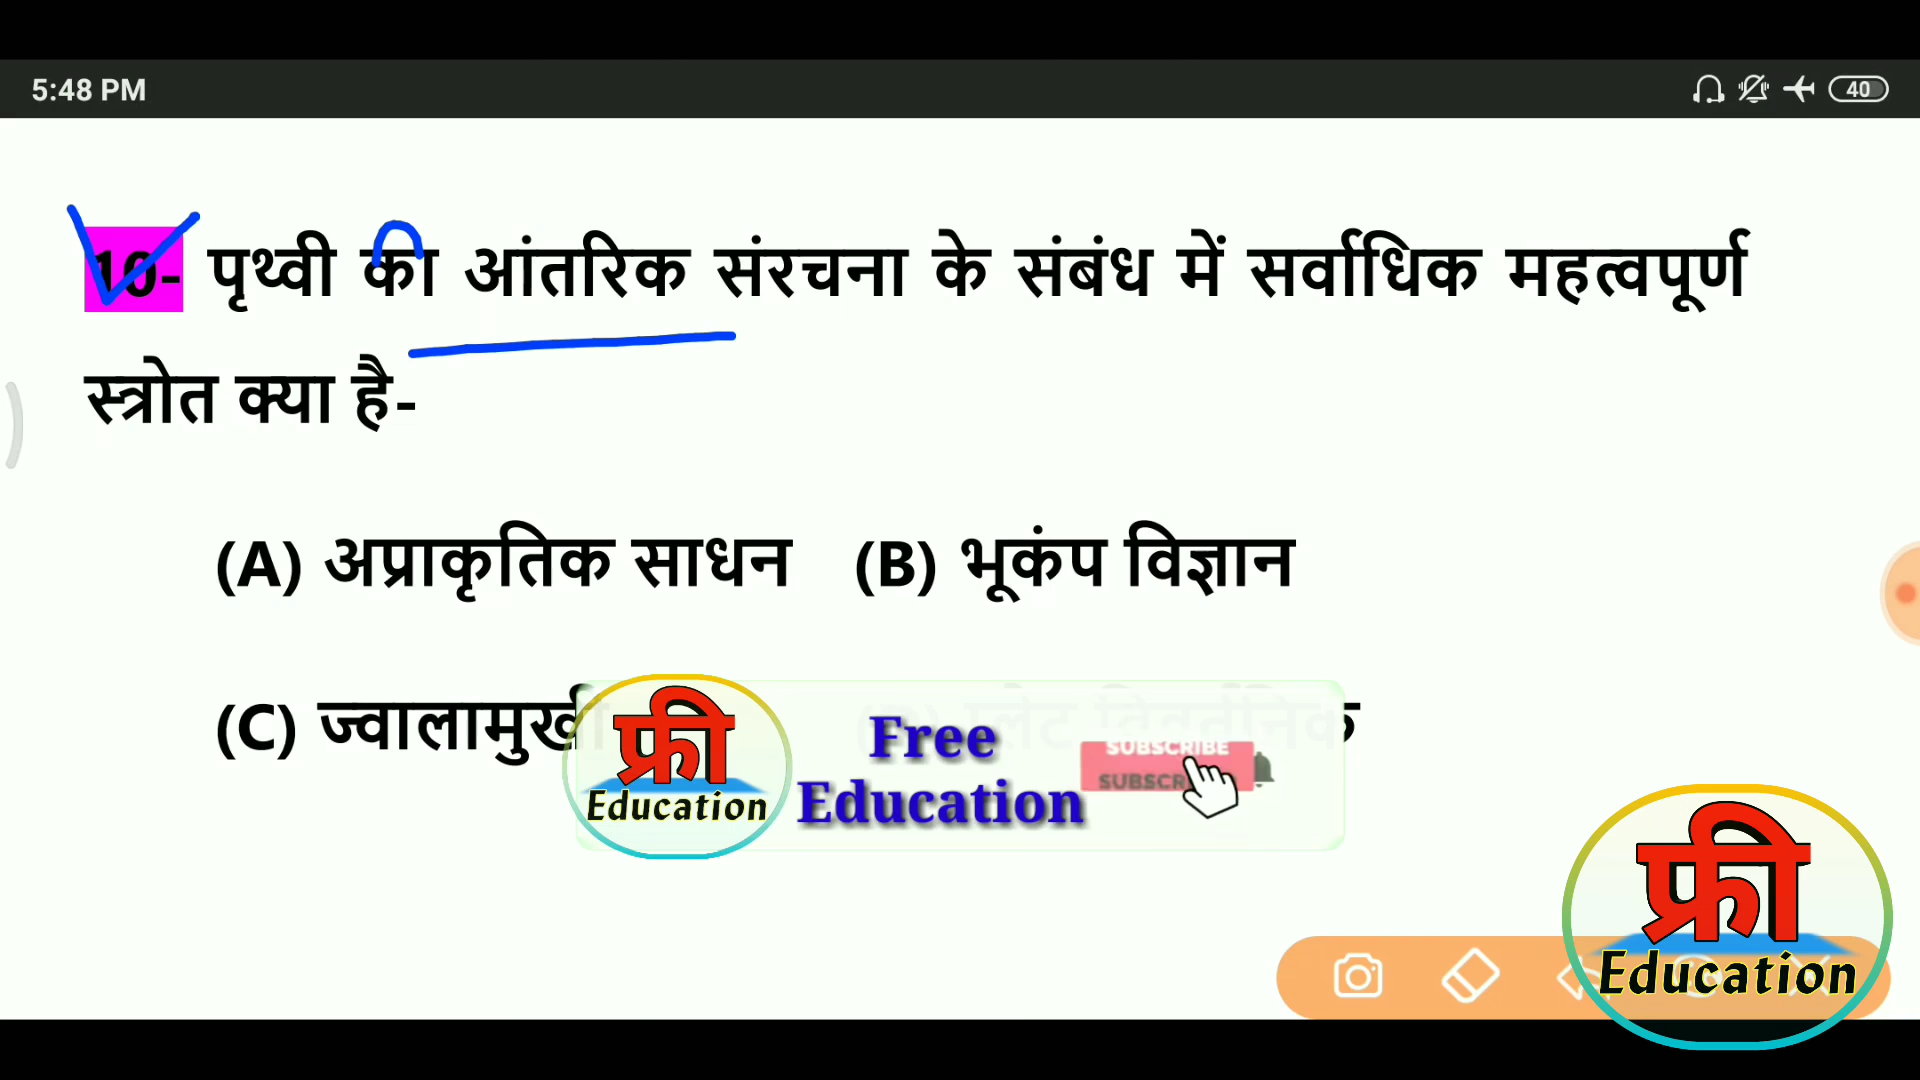 5:48 PM
40
10- पृथ्वी का आंतरिक संरचना के संबंध में सर्वाधिक महत्वपूर्ण
स्त्रोत क्या है-
(A) अप्राकृतिक साधन (B) भूकंप विज्ञान
(C) ज्वालामुखी
फ्री
Education
Free
Education
SUBSCRIBE
फ्री
Education